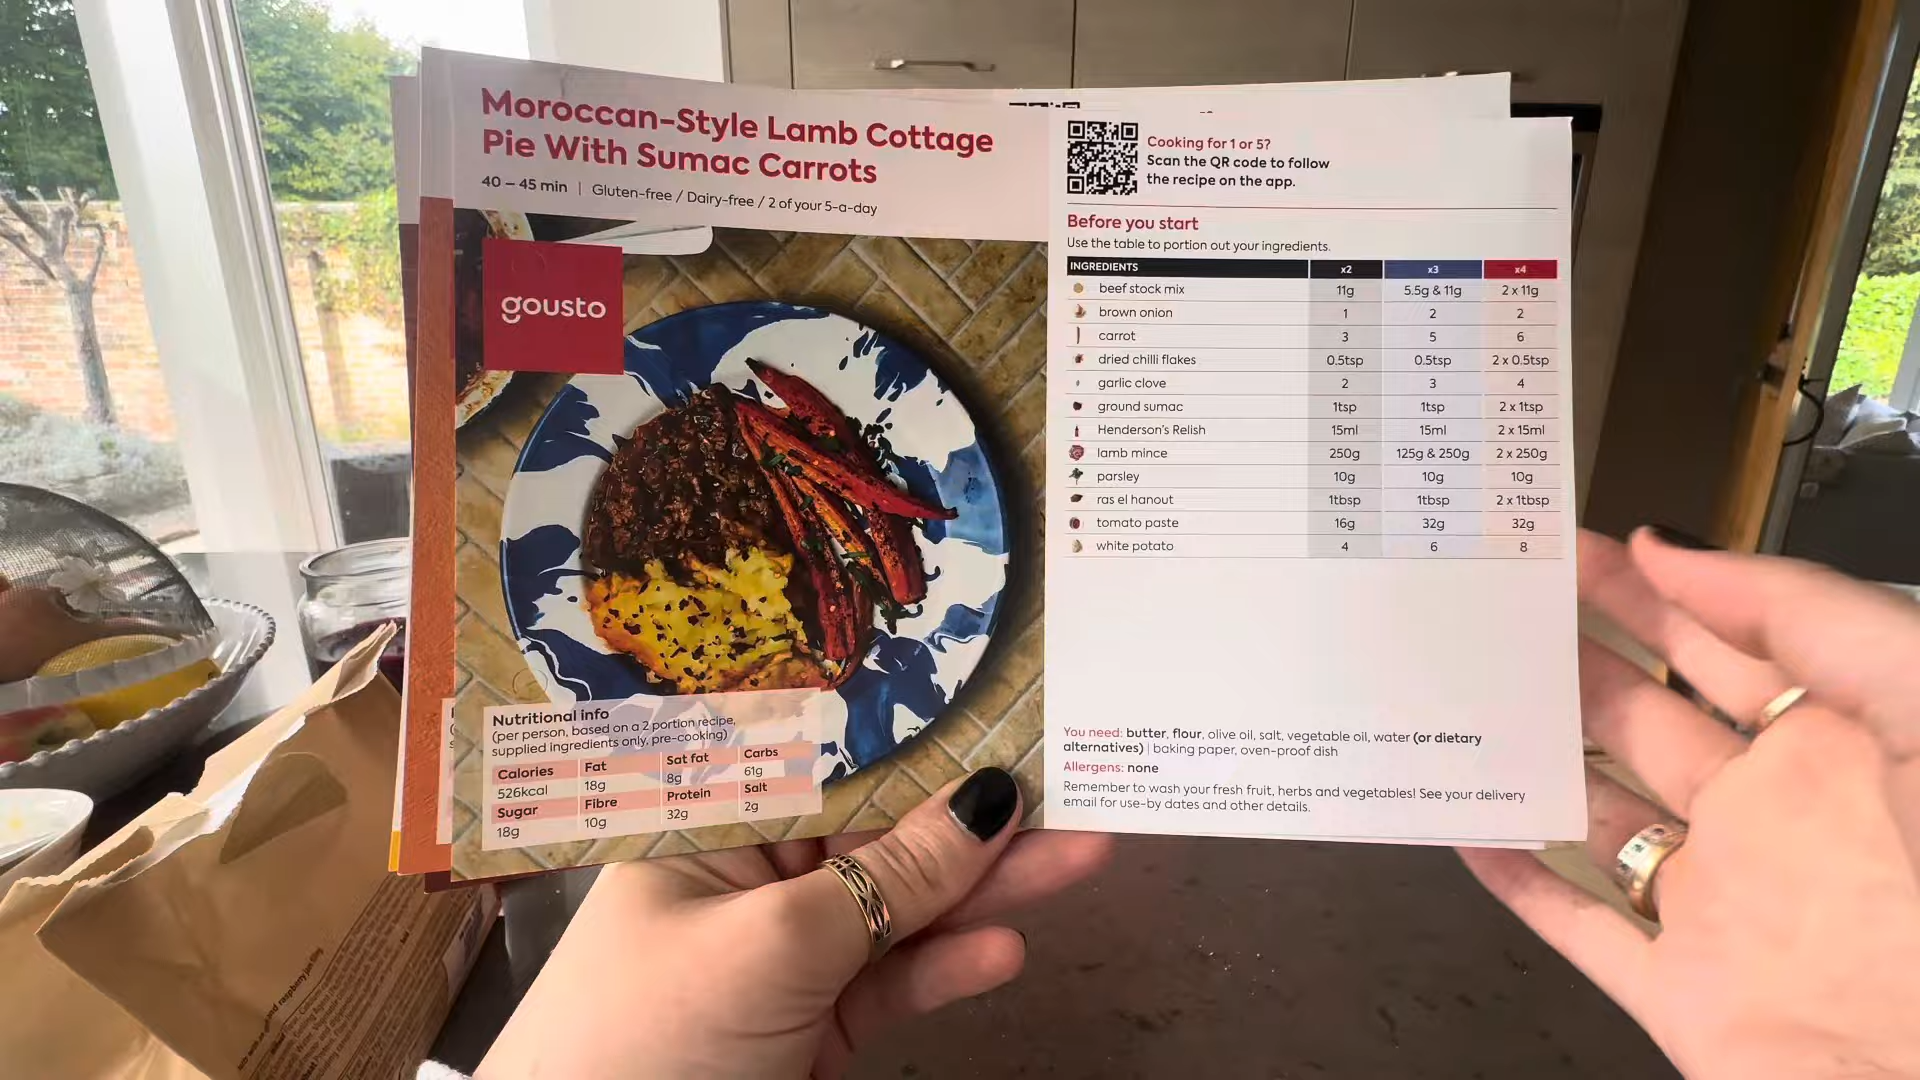 Moroccan-Style Lamb Cottage
Pie With Sumac Carrots
40 – 45 min | Gluten-free / Dairy-free / 2 of your 5-a-day
gousto
Nutritional info
(per person, based on a 2 portion recipe,
supplied ingredients only, pre-cooking)
Calories Fat Sat fat Carbs
526kcal 18g 8g 61g
Sugar Fibre Protein Salt
18g 10g 32g 2g
Cooking for 1 or 5?
Scan the QR code to follow
the recipe on the app.
Before you start
Use the table to portion out your ingredients.
INGREDIENTS x2 x3 x4
beef stock mix 11g 5.5g & 11g 2 x 11g
brown onion 1 2 2
carrot 3 5 6
dried chilli flakes 0.5tsp 0.5tsp 2 x 0.5tsp
garlic clove 2 3 4
ground sumac 1tsp 1tsp 2 x 1tsp
Henderson's Relish 15ml 15ml 2 x 15ml
lamb mince 250g 125g & 250g 2 x 250g
parsley 10g 10g 10g
ras el hanout 1tbsp 1tbsp 2 x 1tbsp
tomato paste 16g 32g 32g
white potato 4 6 8
You need: butter, flour, olive oil, salt, vegetable oil, water (or dietary
alternatives) | baking paper, oven-proof dish
Allergens: none
Remember to wash your fresh fruit, herbs and vegetables! See your delivery
email for use-by dates and other details.